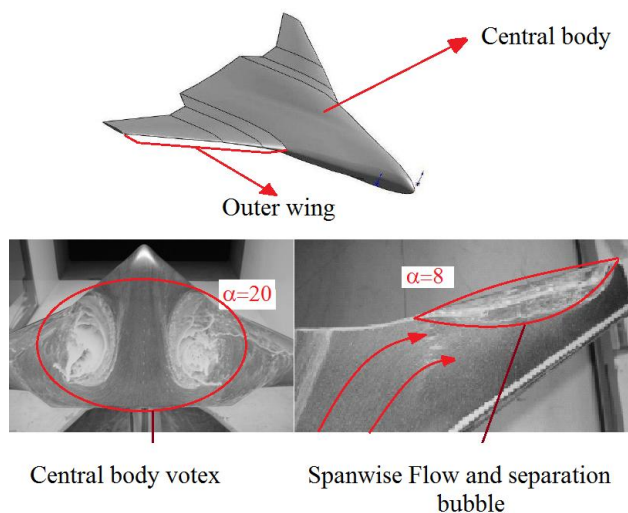 Central body
Outer wing
α=20
α=8
Central body votex
Spanwise Flow and separation
bubble